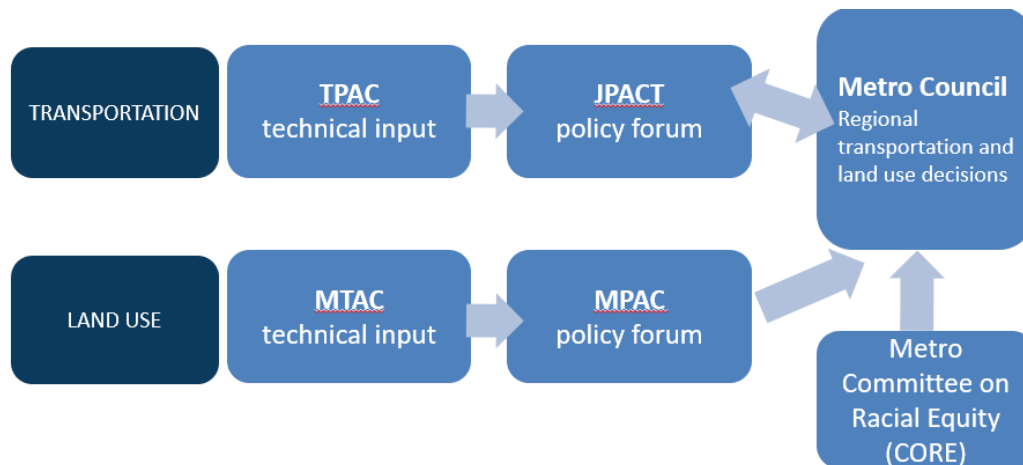 TRANSPORTATION
TPAC
technical input
JPACT
policy forum
Metro Council
Regional
transportation and
land use decisions
LAND USE
MTAC
technical input
MPAC
policy forum
Metro
Committee on
Racial Equity
(CORE)